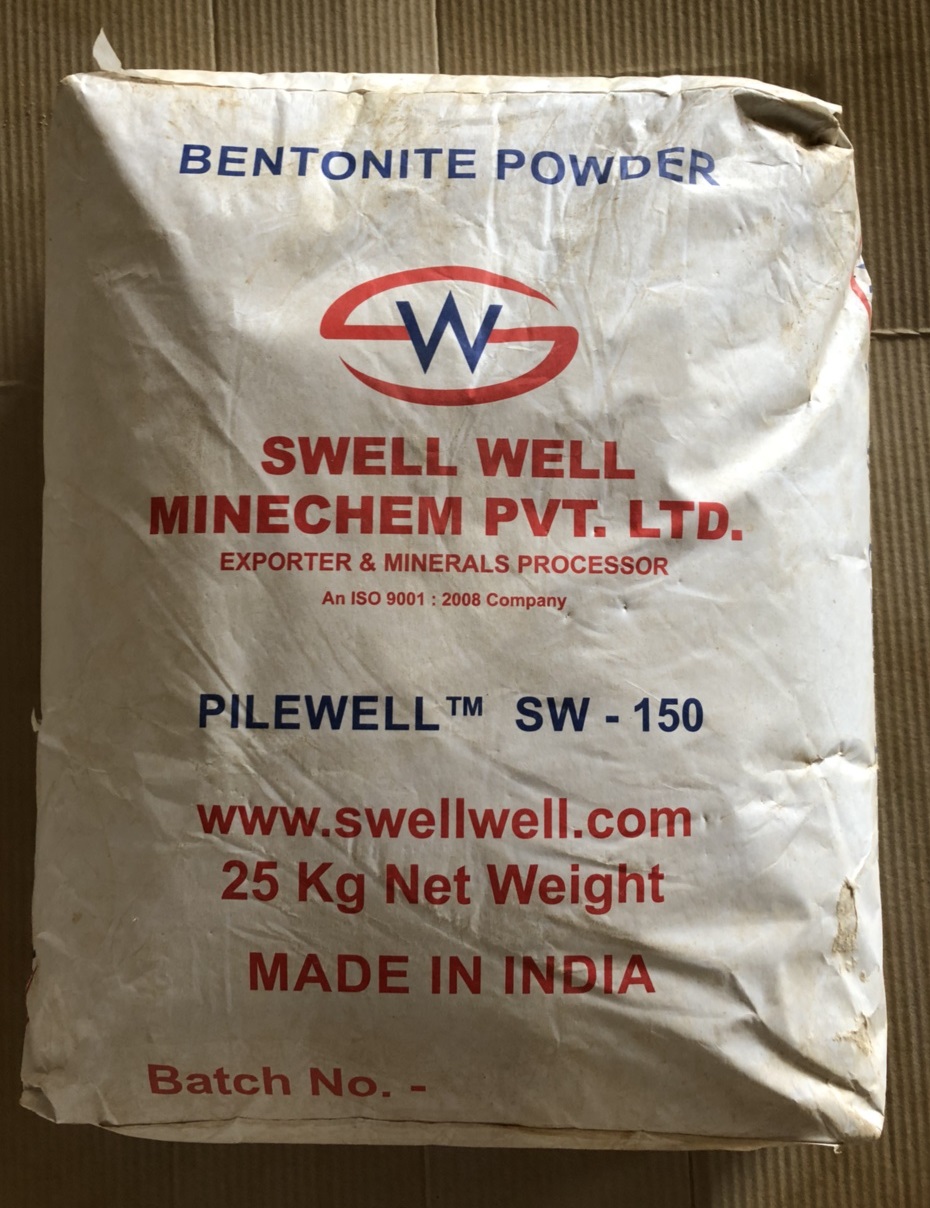 BENTONITE POWDER
SW
SWELL WELL
MINECHEM PVT. LTD.
EXPORTER & MINERALS PROCESSOR
An ISO 9001 : 2008 Company
PILEWELL™ SW - 150
www.swellwell.com
25 Kg Net Weight
MADE IN INDIA
Batch No. -